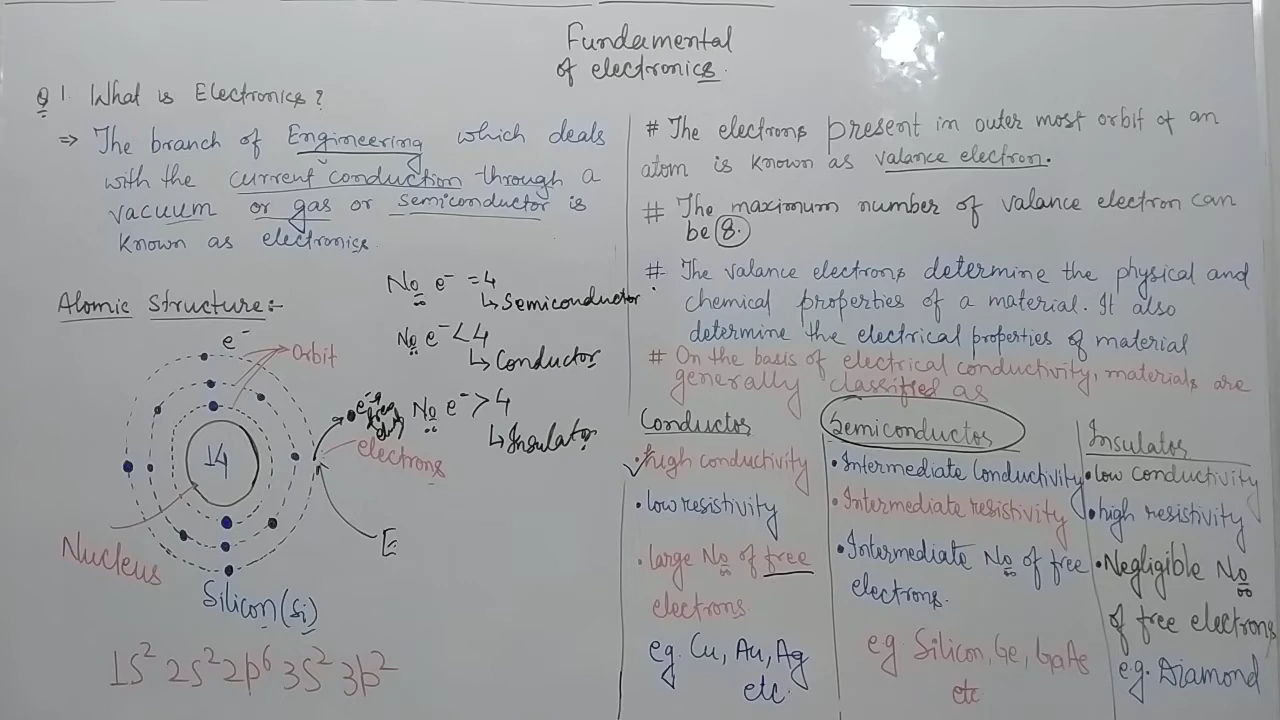 Fundamental
of electronics.
Q 1. What is Electronics?
⇒ The branch of Engineering which deals
with the current conduction through a
vacuum or gas or semiconductor is
known as electronics.
Atomic Structure:-
No e⁻ = 4
↳ Semiconductor
No e⁻ < 4
↳ Conductor
No e⁻ > 4
↳ Insulator
e⁻
Orbit
14
electrons
E
Nucleus
Silicon (Si)
1S² 2S² 2p⁶ 3S² 3p²
# The electrons present in outer most orbit of an
atom is known as valance electron.
# The maximum number of valance electron can
be 8.
# The valance electrons determine the physical and
chemical properties of a material. It also
determine the electrical properties of material
# On the basis of electrical conductivity, materials are
generally classified as
Conductor
• high conductivity
• low resistivity
• large No of free
electrons.
eg. Cu, Au, Ag
etc.
Semiconductor
• Intermediate Conductivity
• Intermediate resistivity
• Intermediate No of free
electrons.
eg. Silicon, Ge, GaAs
etc
Insulator
• low conductivity
• high resistivity
• Negligible No
of free electrons
eg. Diamond